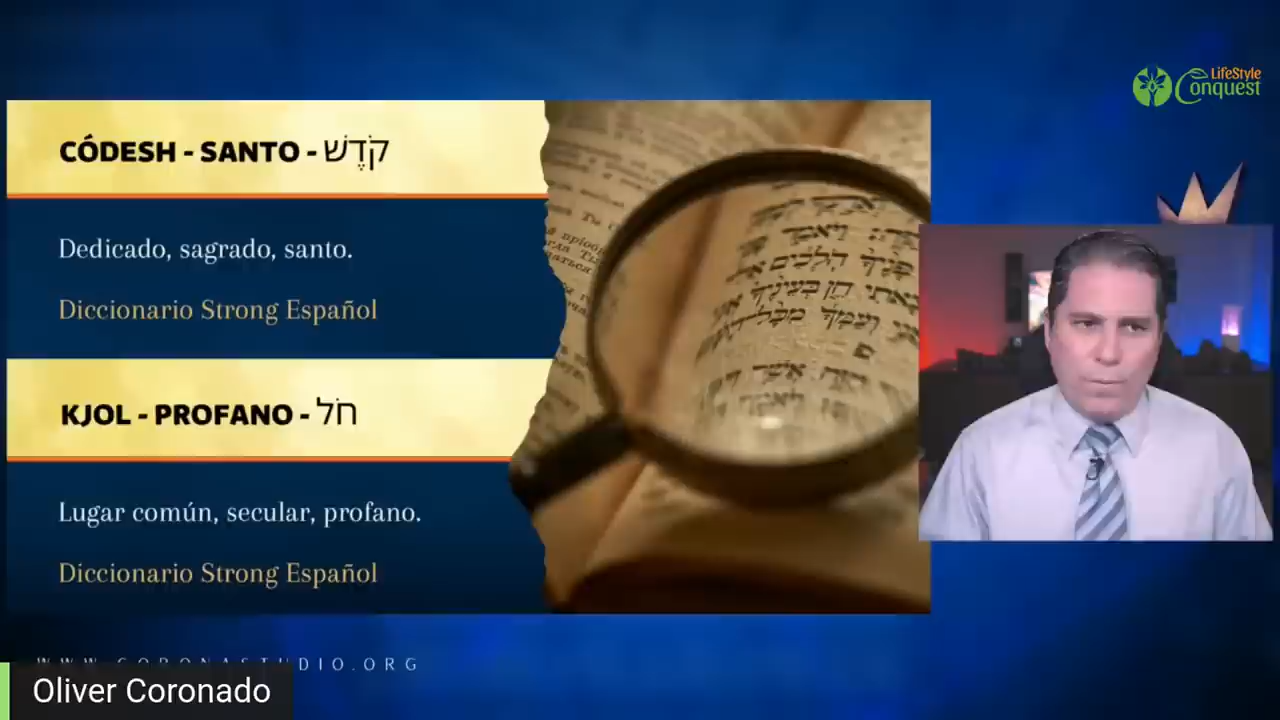 LifeStyle
Conquest
CÓDESH - SANTO - קֹדֶשׁ
Dedicado, sagrado, santo.
Diccionario Strong Español
KJOL - PROFANO - חֹל
Lugar común, secular, profano.
Diccionario Strong Español
WWW.CORONASTUDIO.ORG
Oliver Coronado